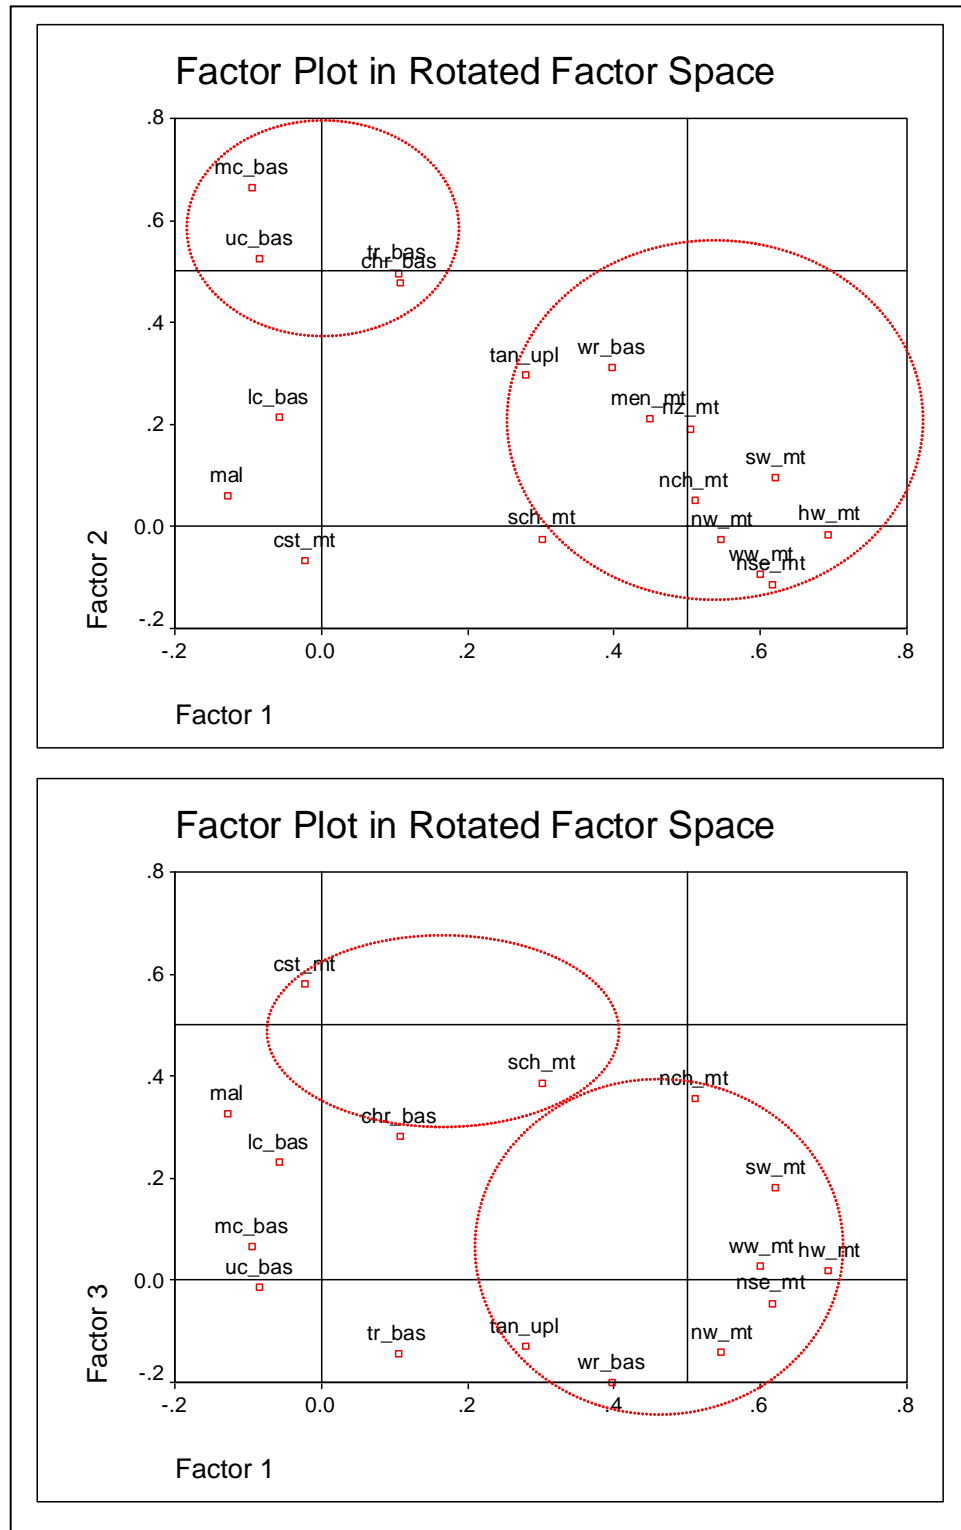 Factor Plot in Rotated Factor Space
.8
mc_bas
.6
uc_bas
tr_bas
chr_bas
.4
tan_upl
wr_bas
lc_bas
men_mt
nz_mt
.2
mal
sw_mt
nch_mt
sch_mt
nw_mt
hw_mt
0.0
cst_mt
ww_mt
nse_mt
-.2
-.2 0.0 .2 .4 .6 .8
Factor 2
Factor 1
Factor Plot in Rotated Factor Space
.8
cst_mt
.6
sch_mt
nch_mt
.4
mal
chr_bas
lc_bas
sw_mt
.2
mc_bas
ww_mt
hw_mt
uc_bas
nse_mt
0.0
tr_bas
tan_upl
nw_mt
wr_bas
-.2
-.2 0.0 .2 .4 .6 .8
Factor 3
Factor 1